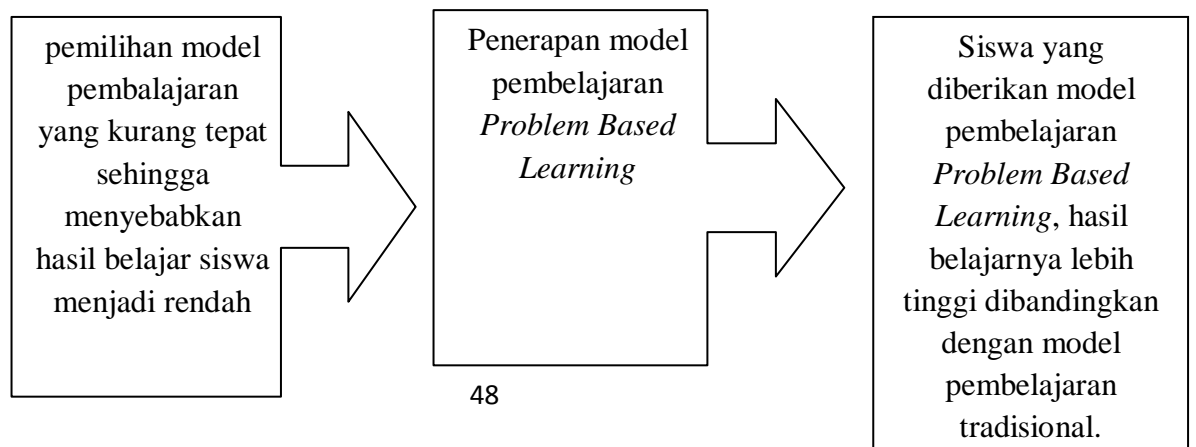 pemilihan model
pembalajaran
yang kurang tepat
sehingga
menyebabkan
hasil belajar siswa
menjadi rendah
Penerapan model
pembelajaran
Problem Based
Learning
Siswa yang
diberikan model
pembelajaran
Problem Based
Learning, hasil
belajarnya lebih
tinggi dibandingkan
dengan model
pembelajaran
tradisional.
48